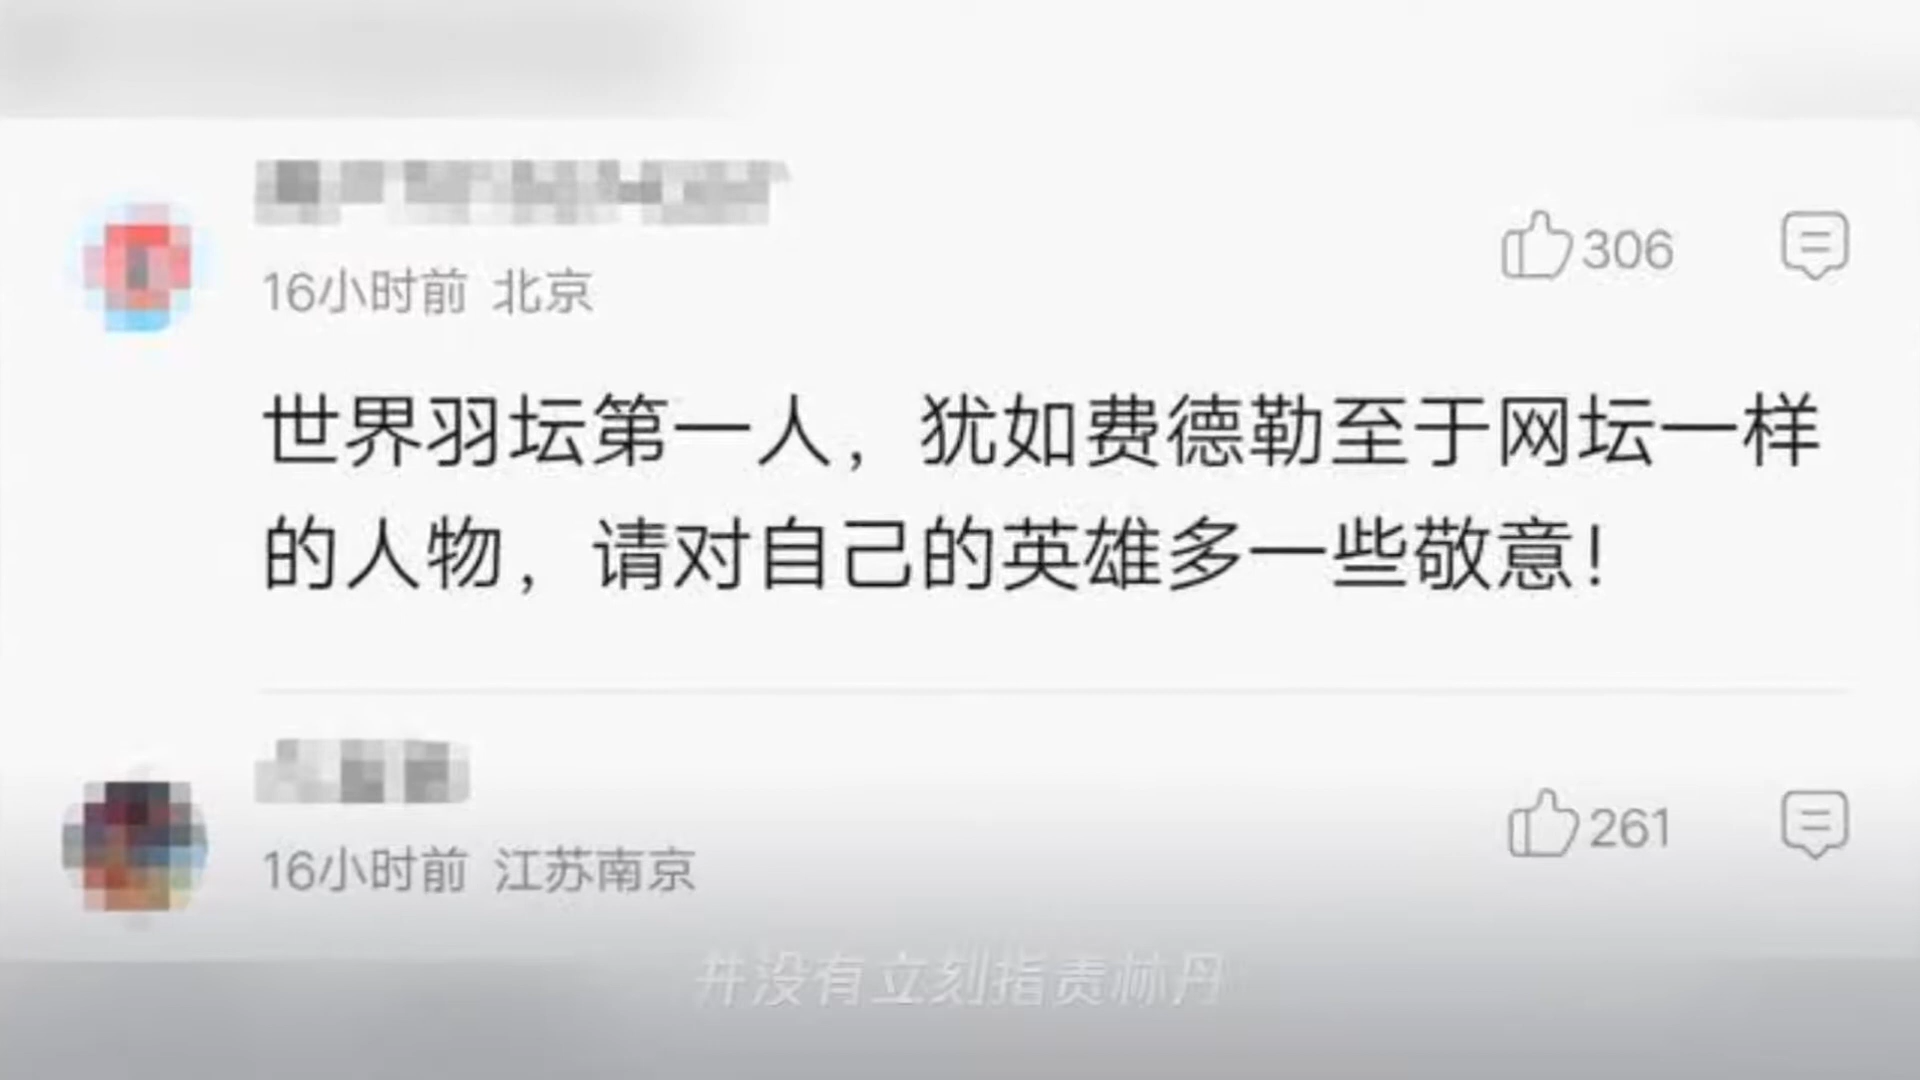 16小时前 北京
306
世界羽坛第一人，犹如费德勒至于网坛一样
的人物，请对自己的英雄多一些敬意！
16小时前 江苏南京
261
并没有立刻指责林丹